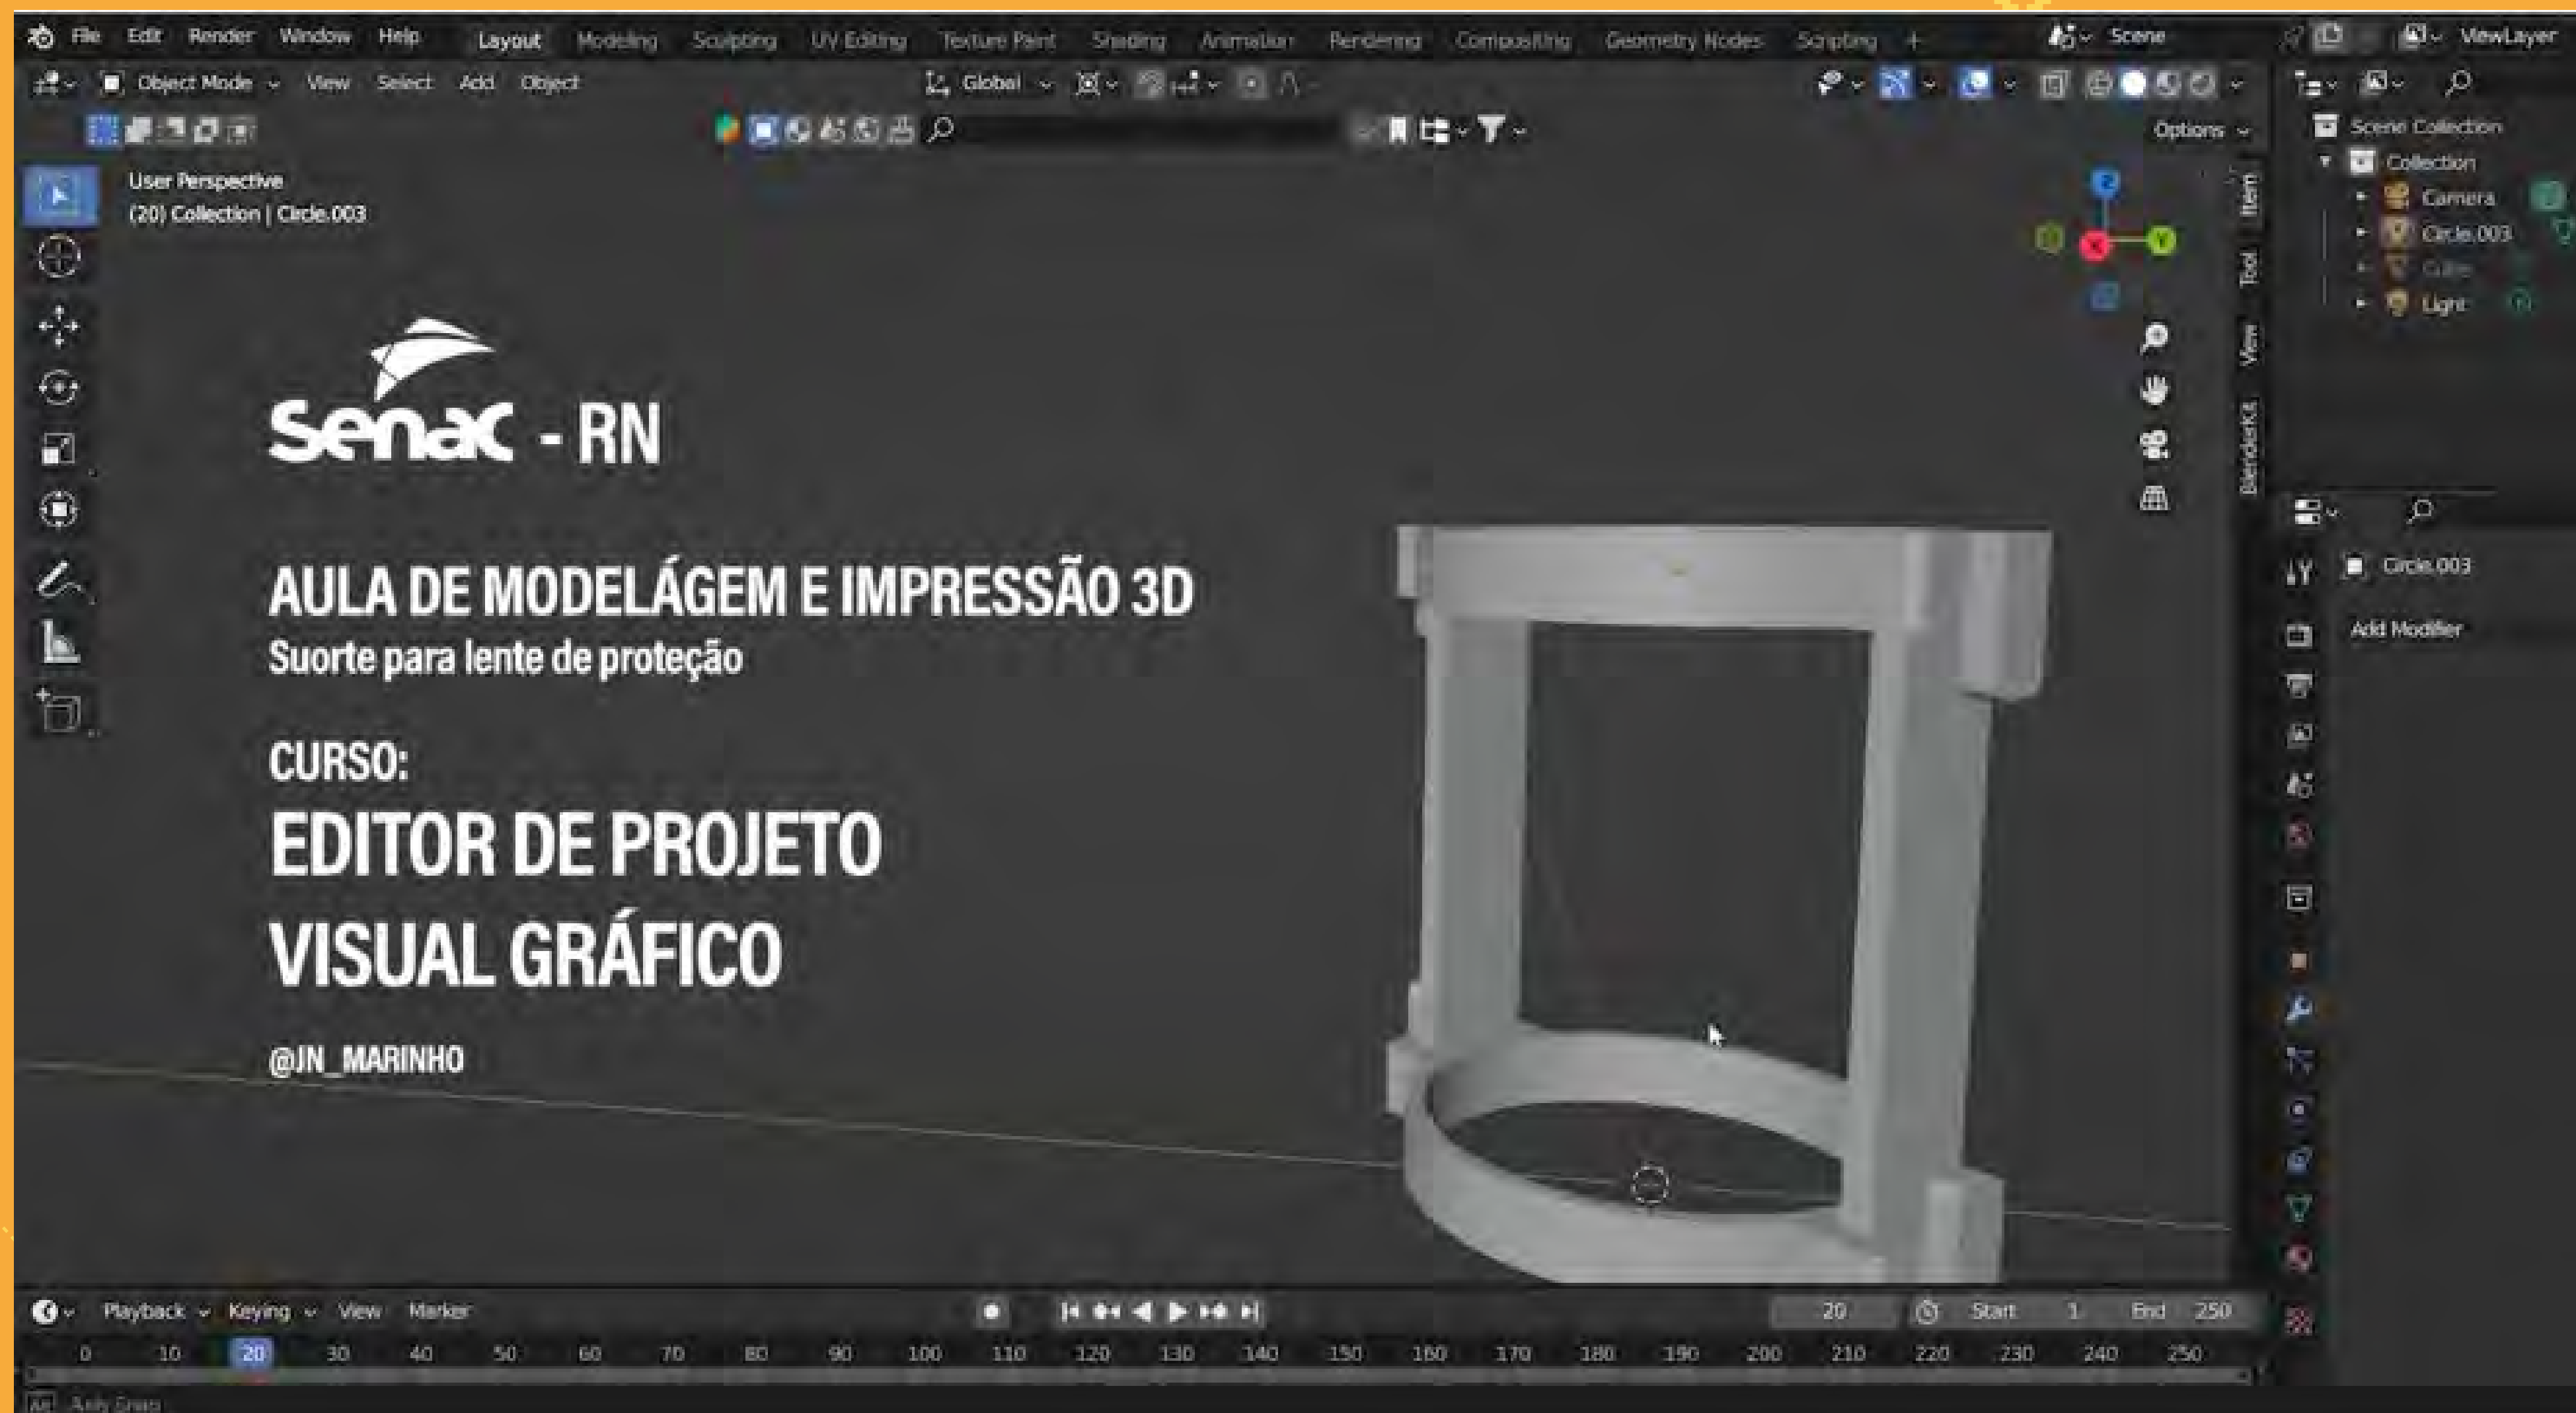 File Edit Render Window Help Layout Modeling Sculpting UV Editing Texture Paint Shading Animation Rendering Compositing Geometry Nodes Scripting + Scene ViewLayer
Object Mode View Select Add Object Global
Options
User Perspective
(20) Collection | Circle.003
Z
X
Y
Item
Tool
View
BlenderKit
Scene Collection
Collection
Camera
Circle.003
Cube
Light
Circle.003
Add Modifier
Senac - RN
AULA DE MODELÁGEM E IMPRESSÃO 3D
Suorte para lente de proteção
CURSO:
EDITOR DE PROJETO
VISUAL GRÁFICO
@JN_MARINHO
Playback Keying View Marker 20 Start 1 End 250
0 10 20 30 40 50 60 70 80 90 100 110 120 130 140 150 160 170 180 190 200 210 220 230 240 250
Axis Snap